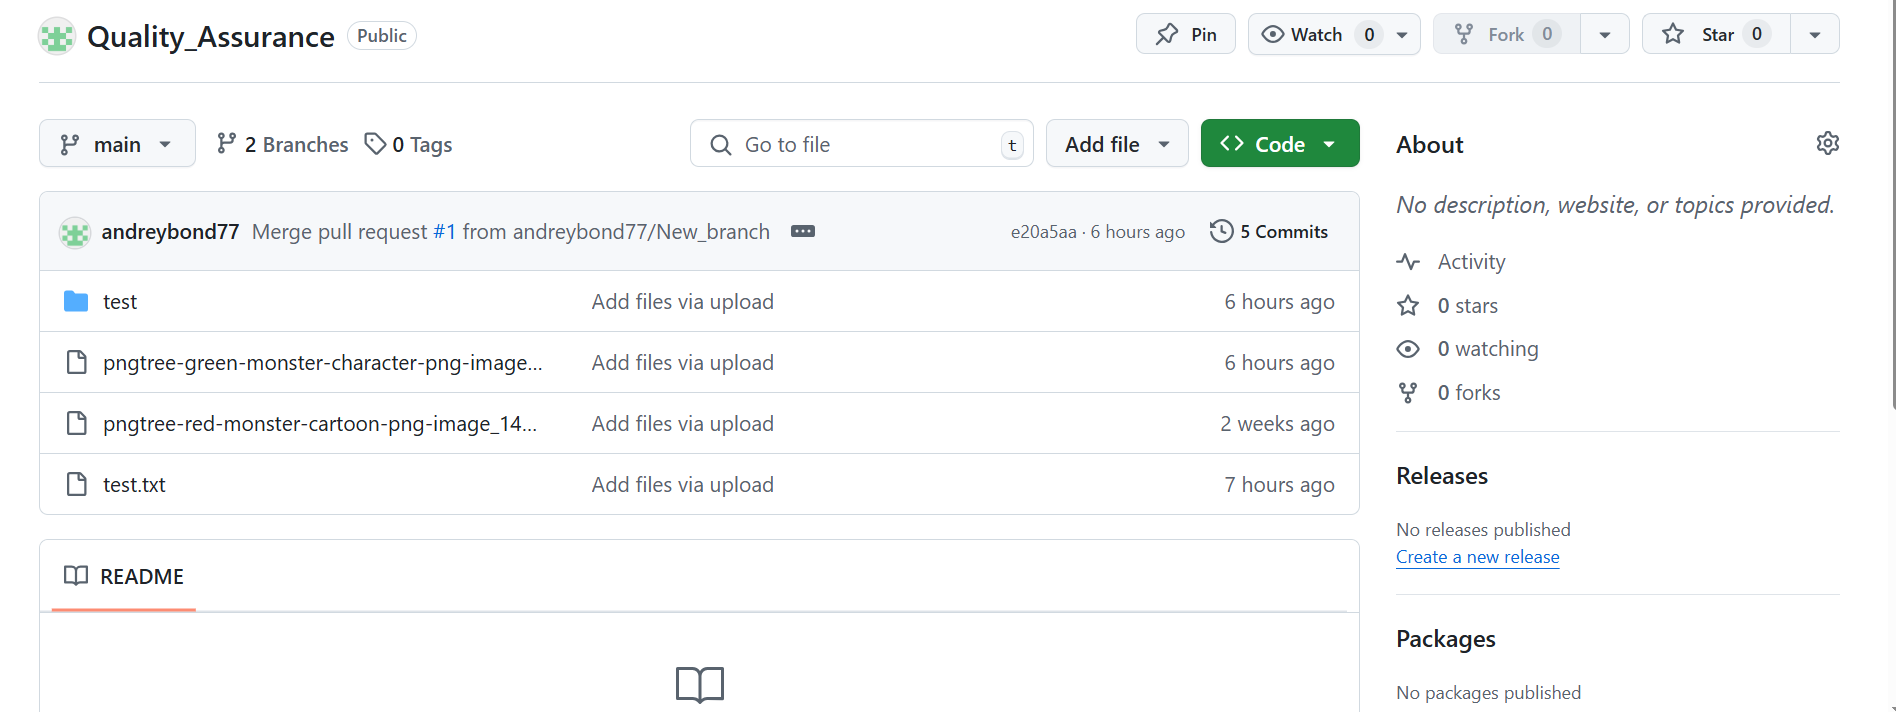 Quality_Assurance Public Pin Watch 0 Fork 0 Star 0
main 2 Branches 0 Tags Go to file t Add file Code
andreybond77 Merge pull request #1 from andreybond77/New_branch e20a5aa · 6 hours ago 5 Commits
test Add files via upload 6 hours ago
pngtree-green-monster-character-png-image... Add files via upload 6 hours ago
pngtree-red-monster-cartoon-png-image_14... Add files via upload 2 weeks ago
test.txt Add files via upload 7 hours ago
README
About
No description, website, or topics provided.
Activity
0 stars
0 watching
0 forks
Releases
No releases published
Create a new release
Packages
No packages published